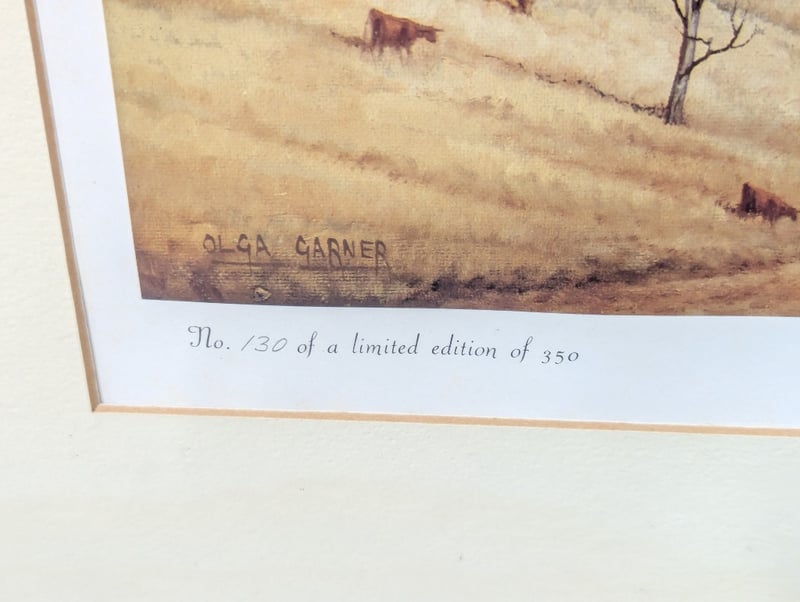 OLGA GARNER
No. 130 of a limited edition of 350